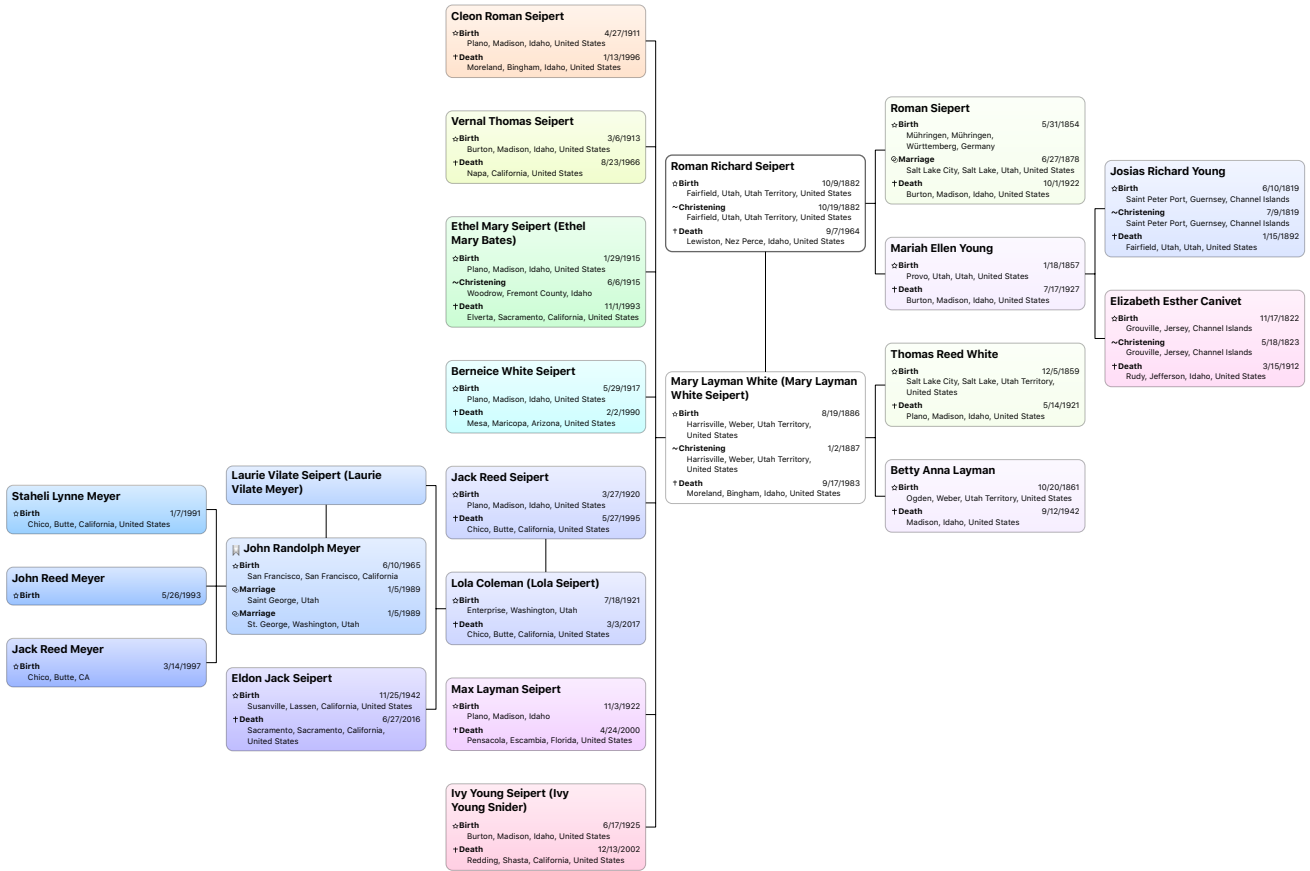 Cleon Roman Seipert
☆Birth 4/27/1911
Plano, Madison, Idaho, United States
†Death 1/13/1996
Moreland, Bingham, Idaho, United States
Vernal Thomas Seipert
☆Birth 3/6/1913
Burton, Madison, Idaho, United States
†Death 8/23/1966
Napa, California, United States
Ethel Mary Seipert (Ethel
Mary Bates)
☆Birth 1/29/1915
Plano, Madison, Idaho, United States
~Christening 6/6/1915
Woodrow, Fremont County, Idaho
†Death 11/1/1993
Elverta, Sacramento, California, United States
Berneice White Seipert
☆Birth 5/29/1917
Plano, Madison, Idaho, United States
†Death 2/2/1990
Mesa, Maricopa, Arizona, United States
Staheli Lynne Meyer
☆Birth 1/7/1991
Chico, Butte, California, United States
John Reed Meyer
☆Birth 5/26/1993
Jack Reed Meyer
☆Birth 3/14/1997
Chico, Butte, CA
Laurie Vilate Seipert (Laurie
Vilate Meyer)
John Randolph Meyer
☆Birth 6/10/1965
San Francisco, San Francisco, California
⚭Marriage 1/5/1989
Saint George, Utah
⚭Marriage 1/5/1989
St. George, Washington, Utah
Eldon Jack Seipert
☆Birth 11/25/1942
Susanville, Lassen, California, United States
†Death 6/27/2016
Sacramento, Sacramento, California,
United States
Jack Reed Seipert
☆Birth 3/27/1920
Plano, Madison, Idaho, United States
†Death 5/27/1995
Chico, Butte, California, United States
Lola Coleman (Lola Seipert)
☆Birth 7/18/1921
Enterprise, Washington, Utah
†Death 3/3/2017
Chico, Butte, California, United States
Max Layman Seipert
☆Birth 11/3/1922
Plano, Madison, Idaho
†Death 4/24/2000
Pensacola, Escambia, Florida, United States
Ivy Young Seipert (Ivy
Young Snider)
☆Birth 6/17/1925
Burton, Madison, Idaho, United States
†Death 12/13/2002
Redding, Shasta, California, United States
Roman Richard Seipert
☆Birth 10/9/1882
Fairfield, Utah, Utah Territory, United States
~Christening 10/19/1882
Fairfield, Utah, Utah Territory, United States
†Death 9/7/1964
Lewiston, Nez Perce, Idaho, United States
Mary Layman White (Mary Layman
White Seipert)
☆Birth 8/19/1886
Harrisville, Weber, Utah Territory,
United States
~Christening 1/2/1887
Harrisville, Weber, Utah Territory,
United States
†Death 9/17/1983
Moreland, Bingham, Idaho, United States
Roman Siepert
☆Birth 5/31/1854
Mühringen, Mühringen,
Württemberg, Germany
⚭Marriage 6/27/1878
Salt Lake City, Salt Lake, Utah, United States
†Death 10/1/1922
Burton, Madison, Idaho, United States
Mariah Ellen Young
☆Birth 1/18/1857
Provo, Utah, Utah, United States
†Death 7/17/1927
Burton, Madison, Idaho, United States
Thomas Reed White
☆Birth 12/5/1859
Salt Lake City, Salt Lake, Utah Territory,
United States
†Death 5/14/1921
Plano, Madison, Idaho, United States
Betty Anna Layman
☆Birth 10/20/1861
Ogden, Weber, Utah Territory, United States
†Death 9/12/1942
Madison, Idaho, United States
Josias Richard Young
☆Birth 6/10/1819
Saint Peter Port, Guernsey, Channel Islands
~Christening 7/9/1819
Saint Peter Port, Guernsey, Channel Islands
†Death 1/15/1892
Fairfield, Utah, Utah, United States
Elizabeth Esther Canivet
☆Birth 11/17/1822
Grouville, Jersey, Channel Islands
~Christening 5/18/1823
Grouville, Jersey, Channel Islands
†Death 3/15/1912
Rudy, Jefferson, Idaho, United States